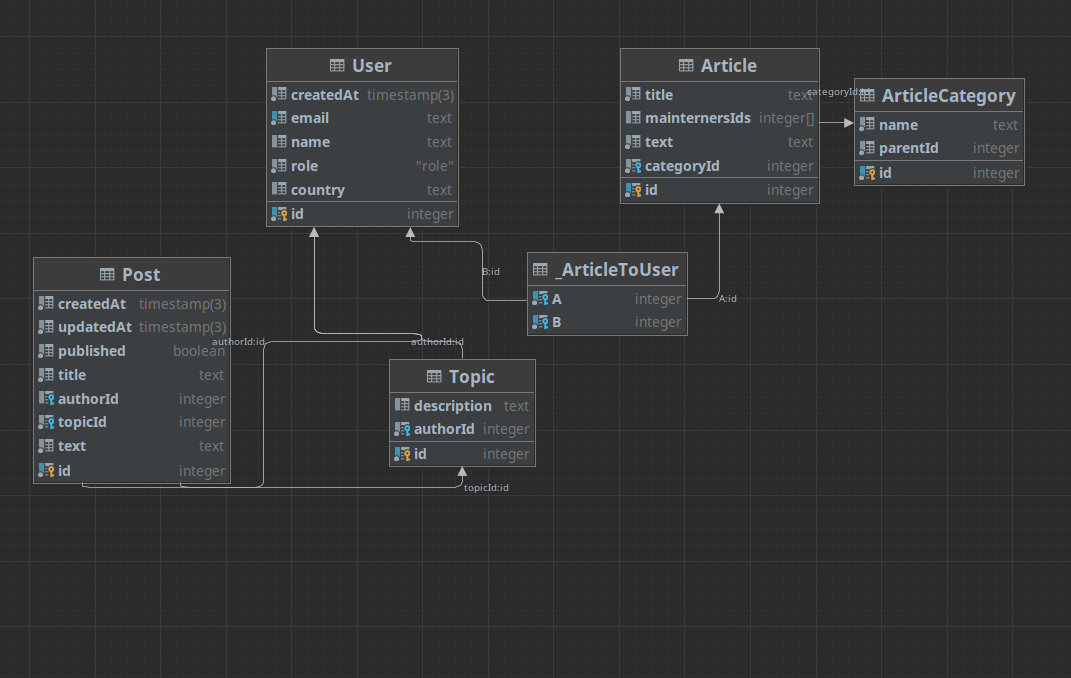 User
createdAt timestamp(3)
email text
name text
role "role"
country text
id integer
Article
title text
mainternersIds integer[]
text text
categoryId integer
id integer
ArticleCategory
name text
parentId integer
id integer
_ArticleToUser
A integer
B integer
B:id
A:id
Post
createdAt timestamp(3)
updatedAt timestamp(3)
published boolean
title text
authorId integer
topicId integer
text text
id integer
authorId:id
authorId:id
Topic
description text
authorId integer
id integer
topicId:id